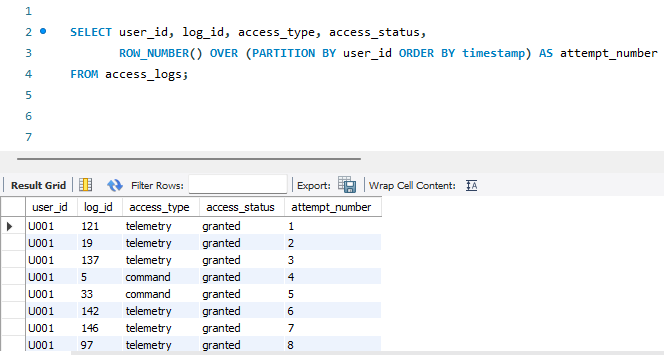 1
2 SELECT user_id, log_id, access_type, access_status,
3 ROW_NUMBER() OVER (PARTITION BY user_id ORDER BY timestamp) AS attempt_number
4 FROM access_logs;
5
6
7
Result Grid Filter Rows: Export: Wrap Cell Content: IA
user_id log_id access_type access_status attempt_number
U001 121 telemetry granted 1
U001 19 telemetry granted 2
U001 137 telemetry granted 3
U001 5 command granted 4
U001 33 command granted 5
U001 142 telemetry granted 6
U001 146 telemetry granted 7
U001 97 telemetry granted 8